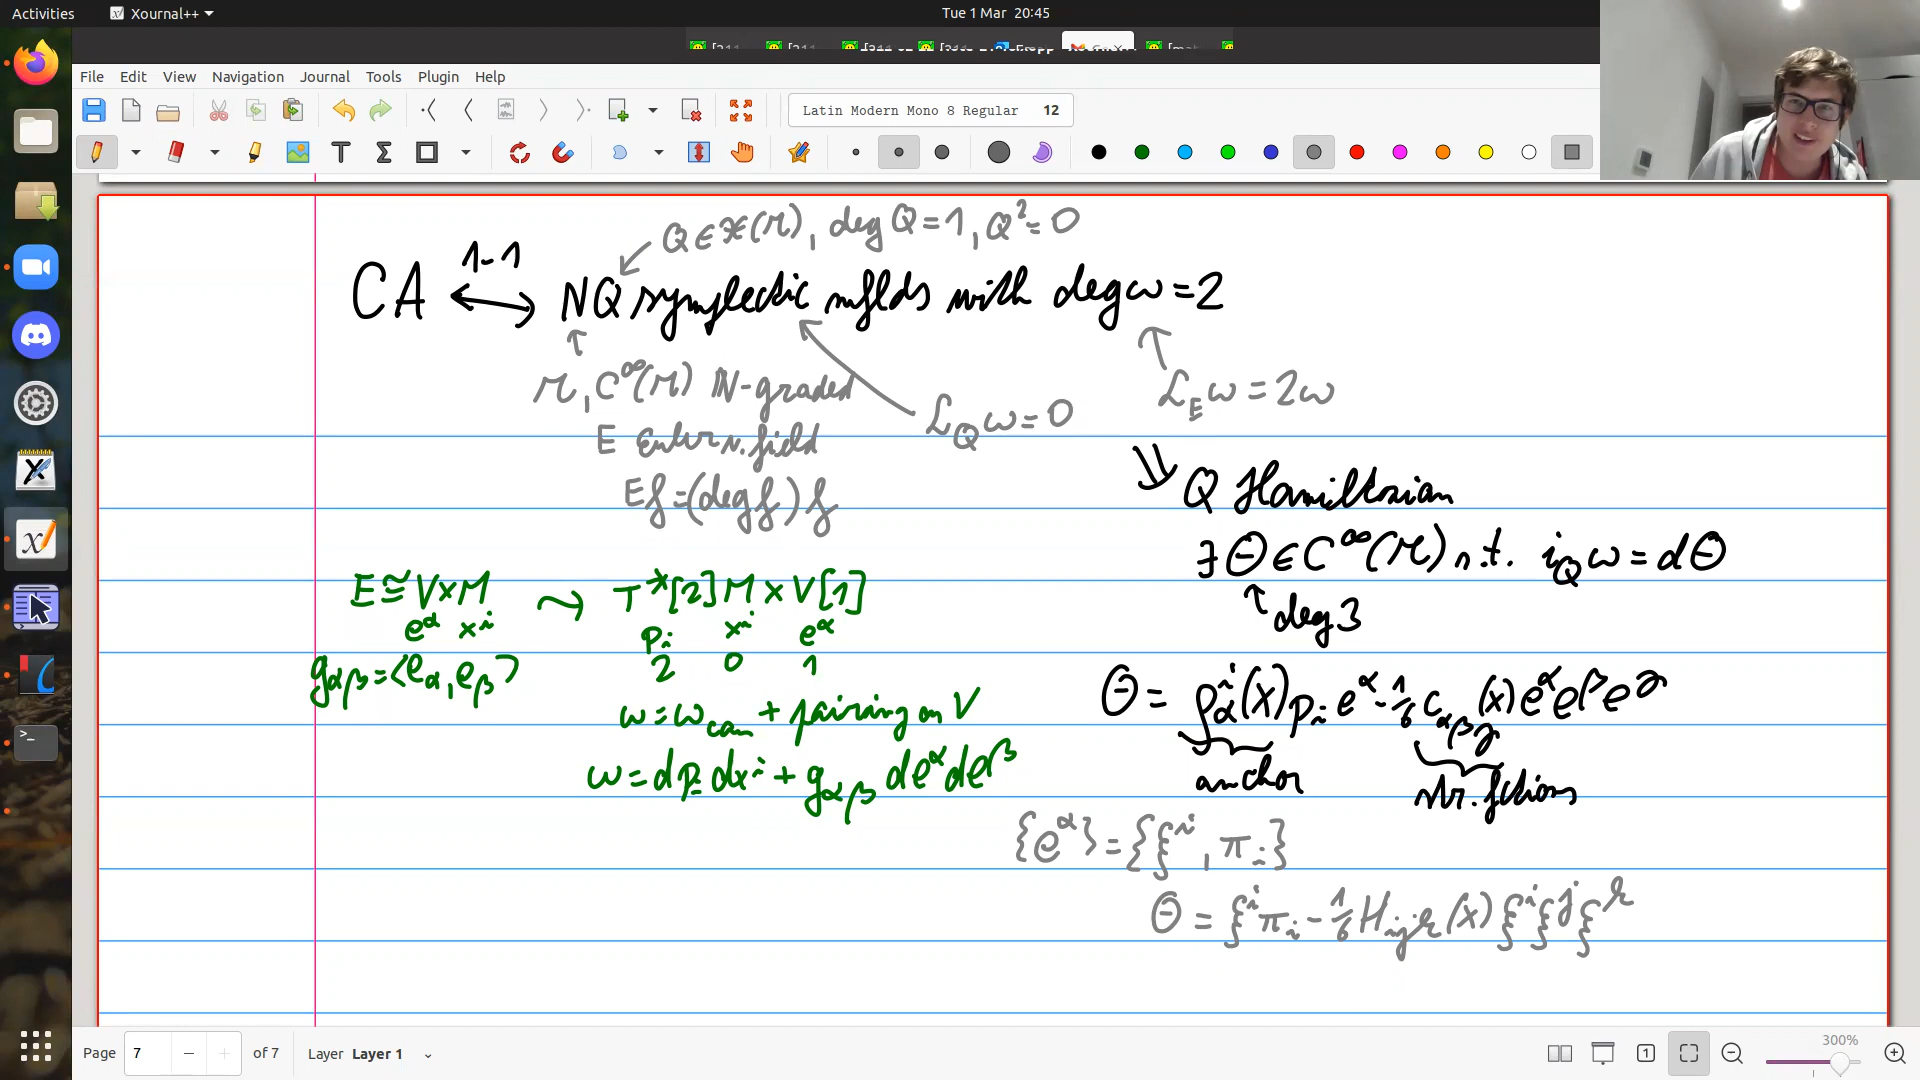 Activities Xournal++ Tue 1 Mar 20:45
File Edit View Navigation Journal Tools Plugin Help
Latin Modern Mono 8 Regular 12
Q ∈ 𝔛(M), deg Q = 1, Q² = 0
CA ⟷ 1-1 NQ symplectic mflds with deg ω = 2
M, C^∞(M) N-graded
E Euler v. field
Ef = (deg f) f
L_Q ω = 0
L_E ω = 2ω
⇓ Q Hamiltonian
∃ Θ ∈ C^∞(M) s.t. i_Q ω = dΘ
↑ deg 3
E ≅ V × M ⇝ T*[2]M × V[1]
e^α x^i p_i x^i e^α
2 0 1
g_αβ = ⟨e_α, e_β⟩
ω = ω_can + pairing on V
ω = dp_i dx^i + g_αβ de^α de^β
Θ = ρ^i_α(x) p_i e^α - 1/6 c_αβγ(x) e^α e^β e^γ
anchor str. fctions
{e^α} = {ξ^i, π_i}
Θ = ξ^i π_i - 1/6 H_ijk(x) ξ^i ξ^j ξ^k
Page 7 of 7 Layer Layer 1 300%